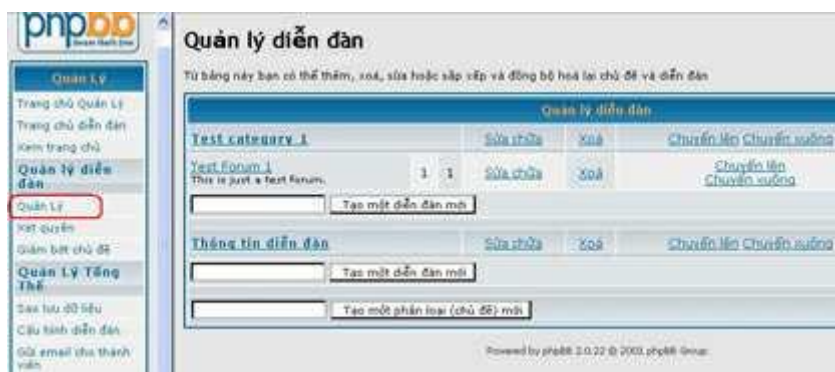 phpBB
Quản Lý
Trang chủ Quản Lý
Trang chủ diễn đàn
Xem trang chủ
Quản lý diễn
đàn
Quản Lý
Xét quyền
Giảm bớt chủ đề
Quản Lý Tổng
Thể
Sao lưu dữ liệu
Cấu hình diễn đàn
Gửi email cho thành
viên
Quản lý diễn đàn
Từ bảng này bạn có thể thêm, xoá, sửa hoặc sắp xếp và đồng bộ hoá lại chủ đề và diễn đàn
Quản lý diễn đàn
Test category 1 Sửa chữa Xoá Chuyển lên Chuyển xuống
Test Forum 1 1 1 Sửa chữa Xoá Chuyển lên
This is just a test forum. Chuyển xuống
Tạo một diễn đàn mới
Thông tin diễn đàn Sửa chữa Xoá Chuyển lên Chuyển xuống
Tạo một diễn đàn mới
Tạo một phân loại (chủ đề) mới
Powered by phpBB 2.0.22 © 2001 phpBB Group